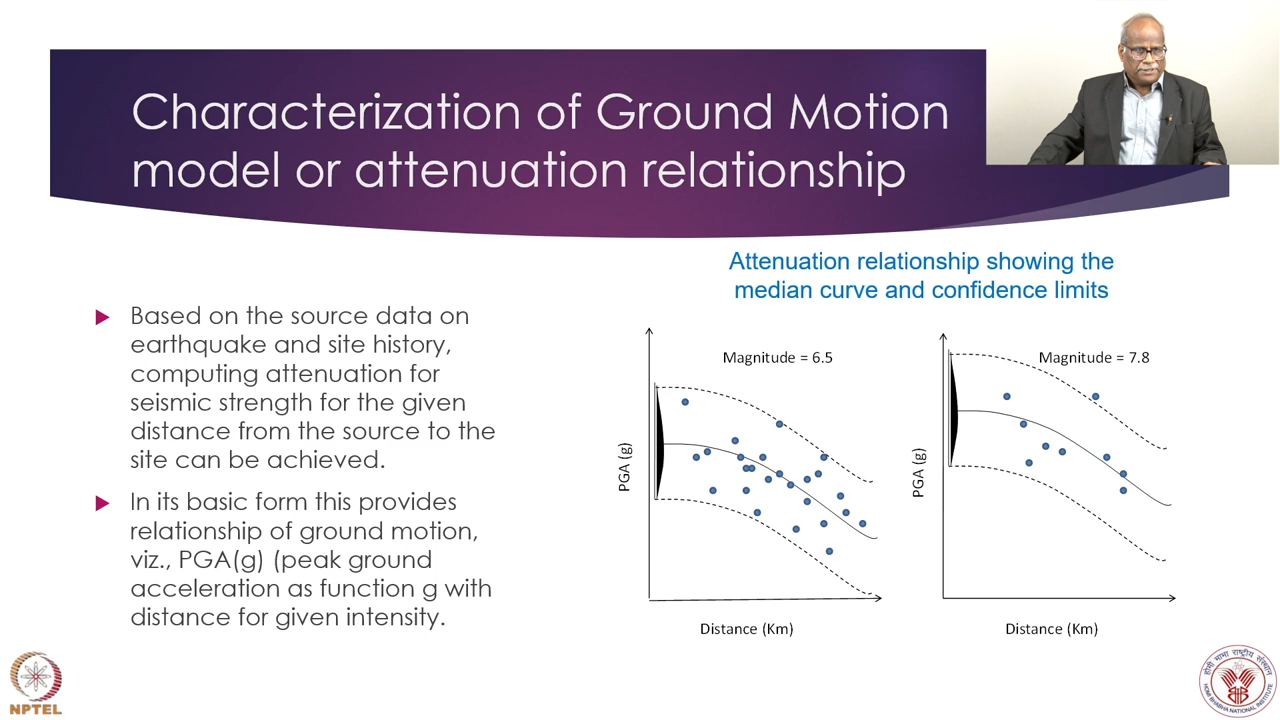 Characterization of Ground Motion
model or attenuation relationship
Based on the source data on
earthquake and site history,
computing attenuation for
seismic strength for the given
distance from the source to the
site can be achieved.
In its basic form this provides
relationship of ground motion,
viz., PGA(g) (peak ground
acceleration as function g with
distance for given intensity.
Attenuation relationship showing the
median curve and confidence limits
Magnitude = 6.5
PGA (g)
Distance (Km)
Magnitude = 7.8
PGA (g)
Distance (Km)
NPTEL
होमी भाभा राष्ट्रीय संस्थान
HOMI BHABHA NATIONAL INSTITUTE